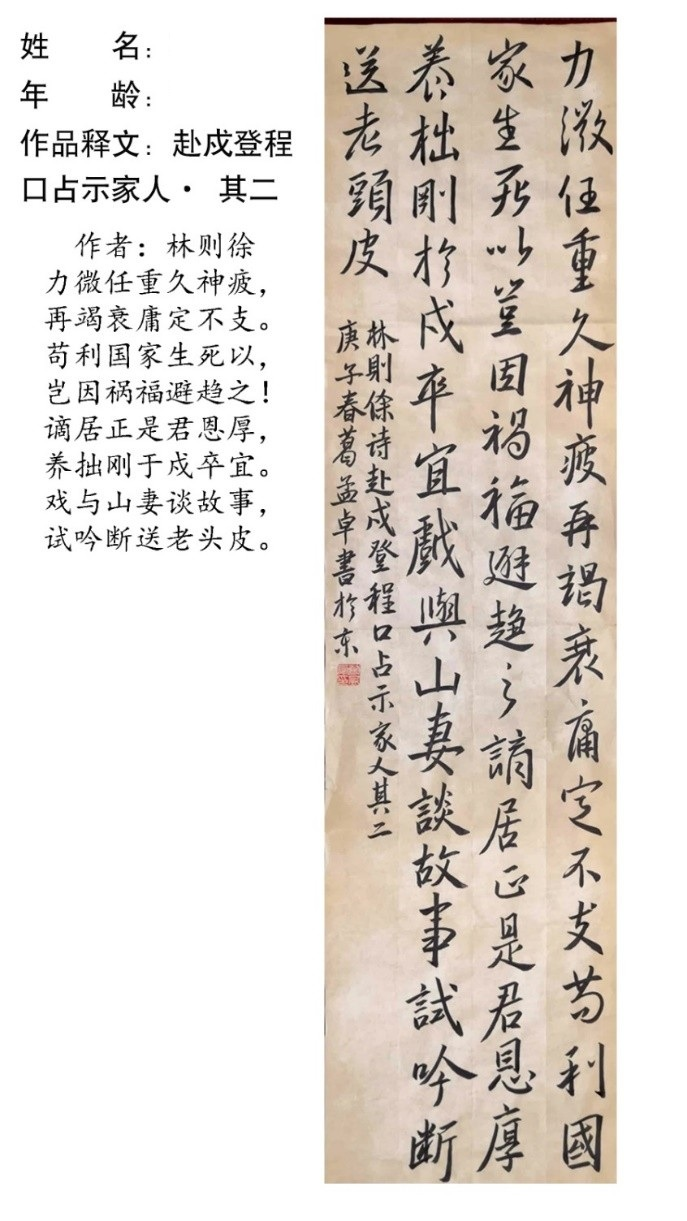 姓 名：
年 龄：
作品释文：赴戍登程
口占示家人· 其二
作者：林则徐
力微任重久神疲，
再竭衰庸定不支。
苟利国家生死以，
岂因祸福避趋之！
谪居正是君恩厚，
养拙刚于戍卒宜。
戏与山妻谈故事，
试吟断送老头皮。
力微任重久神疲再竭衰庸定不支苟利國
家生死以豈因禍福避趨之謫居正是君恩厚
養拙剛於戍卒宜戲與山妻談故事試吟斷
送老頭皮
林則徐詩赴戍登程口占示家人其二
庚子春葛孟卓書於京